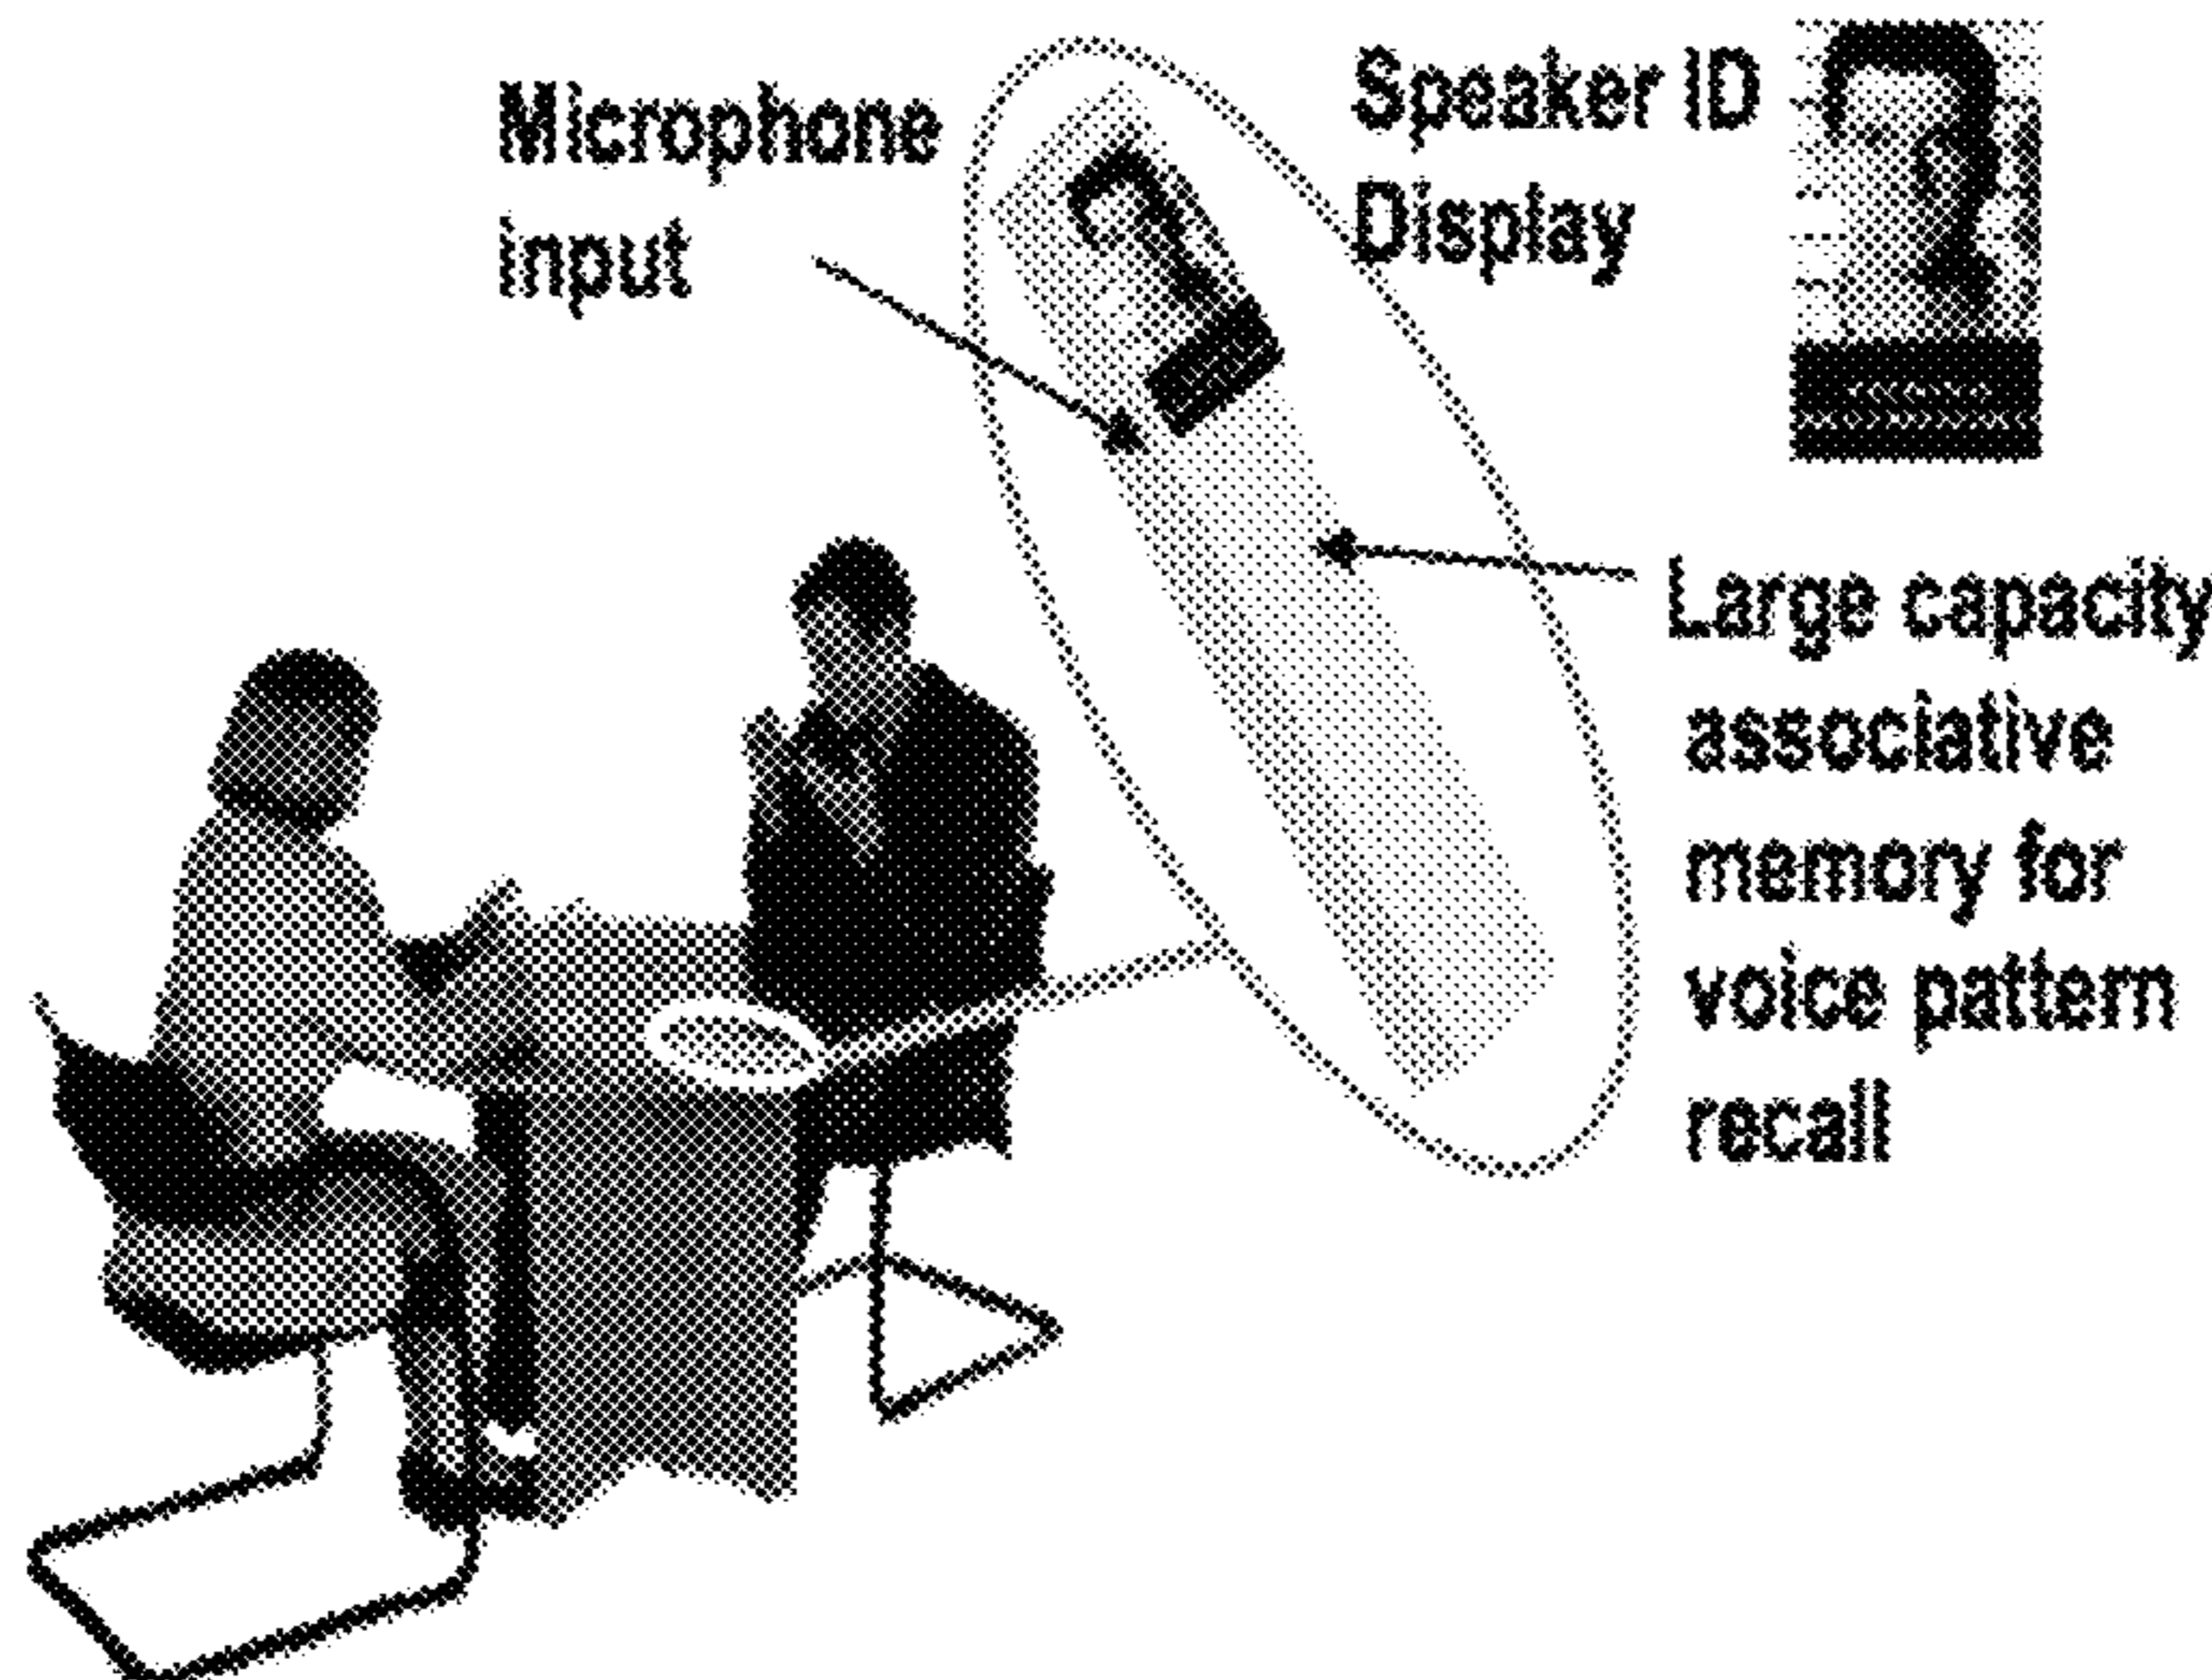 Microphone
input
Speaker ID
Display
Large capacity
associative
memory for
voice pattern
recall